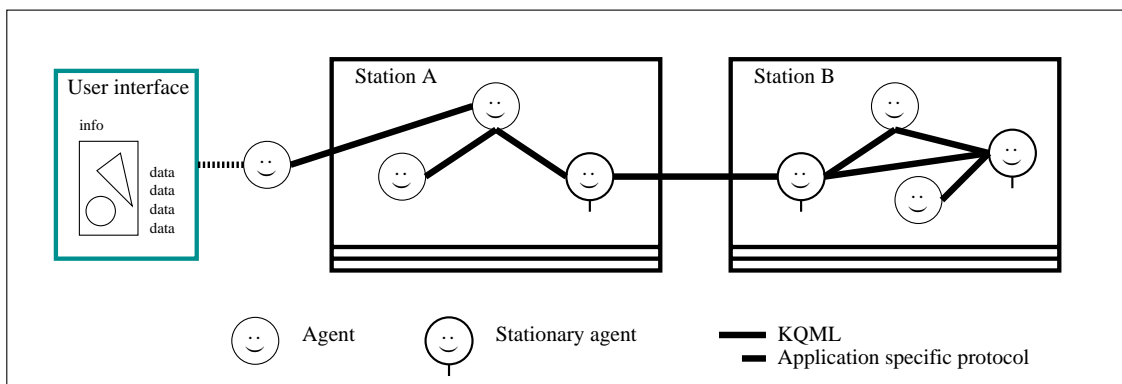 Station A
Station B
User interface
info
data
data
data
data
Agent
Stationary agent
KQML
Application specific protocol